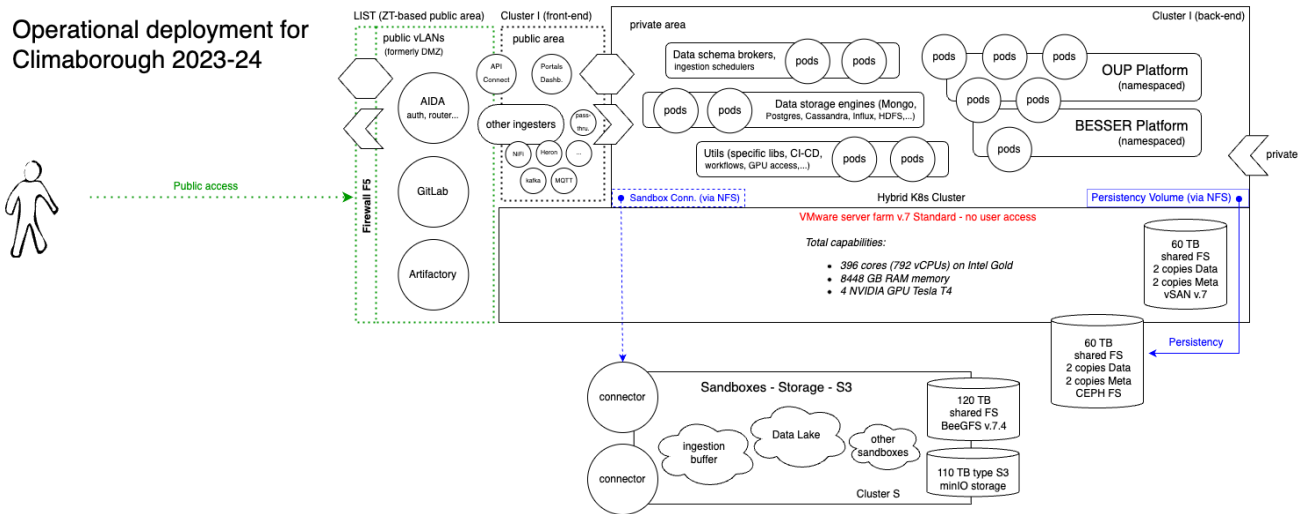 Operational deployment for
Climaborough 2023-24
LIST (ZT-based public area)
Cluster I (front-end)
Cluster I (back-end)
public vLANs
(formerly DMZ)
public area
private area
API
Connect
Portals
Dashb.
AIDA
auth, router...
other ingesters
pass-
thru.
NiFi
Heron
...
kafka
MQTT
GitLab
Artifactory
Firewall F5
Public access
Data schema brokers,
ingestion schedulers
pods
pods
pods
pods
Data storage engines (Mongo,
Postgres, Cassandra, Influx, HDFS,...)
Utils (specific libs, CI-CD,
workflows, GPU access,...)
pods
pods
pods
pods
pods
OUP Platform
(namespaced)
pods
pods
BESSER Platform
(namespaced)
pods
private
Sandbox Conn. (via NFS)
Hybrid K8s Cluster
Persistency Volume (via NFS)
VMware server farm v.7 Standard - no user access
Total capabilities:
• 396 cores (792 vCPUs) on Intel Gold
• 8448 GB RAM memory
• 4 NVIDIA GPU Tesla T4
60 TB
shared FS
2 copies Data
2 copies Meta
vSAN v.7
Persistency
60 TB
shared FS
2 copies Data
2 copies Meta
CEPH FS
connector
connector
Sandboxes - Storage - S3
ingestion
buffer
Data Lake
other
sandboxes
120 TB
shared FS
BeeGFS v.7.4
110 TB type S3
minIO storage
Cluster S